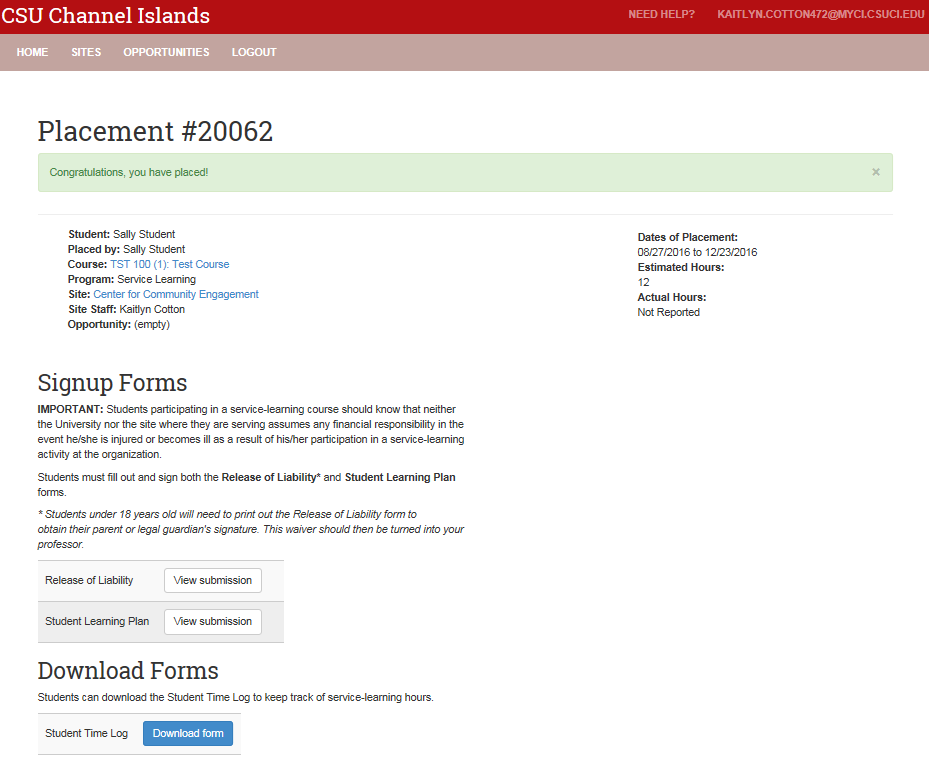 CSU Channel Islands
NEED HELP? KAITLYN.COTTON472@MYCI.CSUCI.EDU
HOME SITES OPPORTUNITIES LOGOUT
Placement #20062
Congratulations, you have placed!
×
Student: Sally Student
Placed by: Sally Student
Course: TST 100 (1): Test Course
Program: Service Learning
Site: Center for Community Engagement
Site Staff: Kaitlyn Cotton
Opportunity: (empty)
Dates of Placement:
08/27/2016 to 12/23/2016
Estimated Hours:
12
Actual Hours:
Not Reported
Signup Forms
IMPORTANT: Students participating in a service-learning course should know that neither
the University nor the site where they are serving assumes any financial responsibility in the
event he/she is injured or becomes ill as a result of his/her participation in a service-learning
activity at the organization.
Students must fill out and sign both the Release of Liability* and Student Learning Plan
forms.
* Students under 18 years old will need to print out the Release of Liability form to
obtain their parent or legal guardian's signature. This waiver should then be turned into your
professor.
Release of Liability View submission
Student Learning Plan View submission
Download Forms
Students can download the Student Time Log to keep track of service-learning hours.
Student Time Log Download form